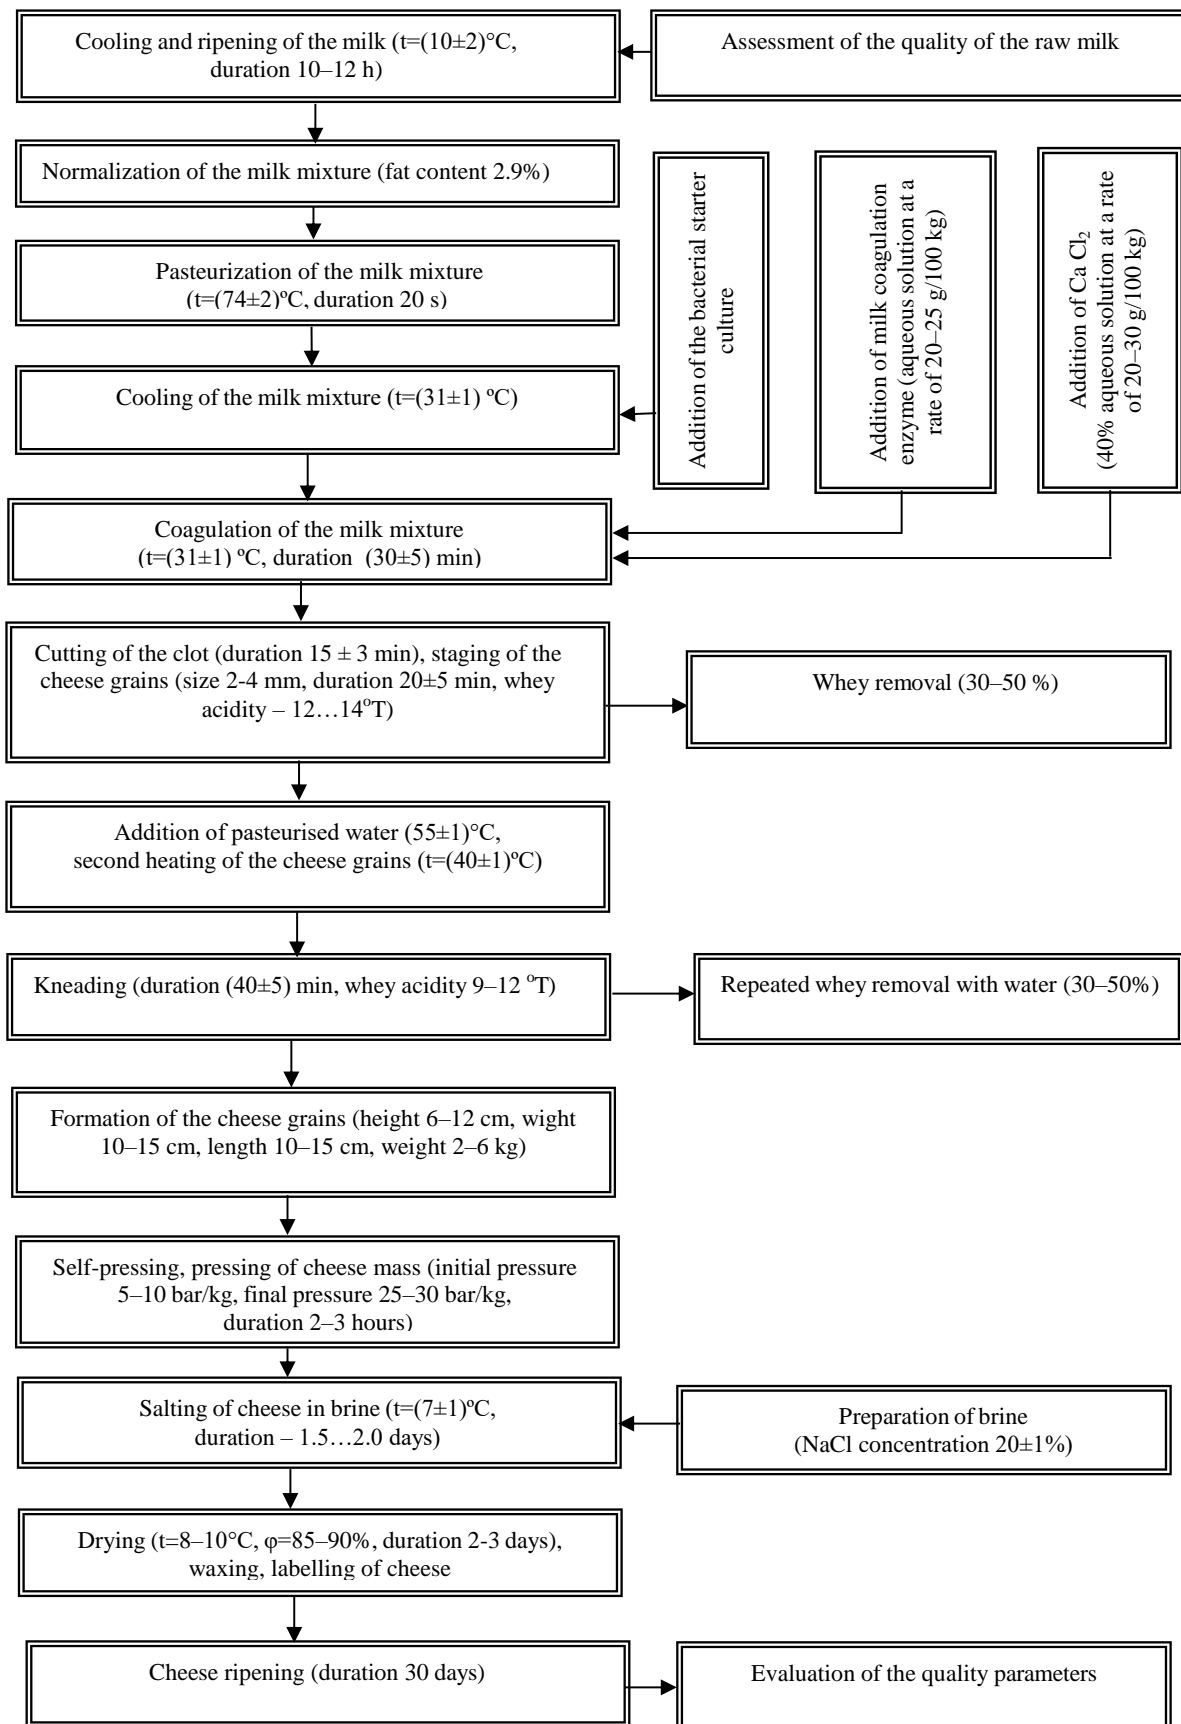 Cooling and ripening of the milk (t=(10±2)°C,
duration 10–12 h)
Assessment of the quality of the raw milk
Normalization of the milk mixture (fat content 2.9%)
Pasteurization of the milk mixture
(t=(74±2)ºC, duration 20 s)
Cooling of the milk mixture (t=(31±1) ºC)
Addition of the bacterial starter
culture
Addition of milk coagulation
enzyme (aqueous solution at a
rate of 20–25 g/100 kg)
Addition of Ca Cl₂
(40% aqueous solution at a rate
of 20–30 g/100 kg)
Coagulation of the milk mixture
(t=(31±1) ºC, duration (30±5) min)
Cutting of the clot (duration 15 ± 3 min), staging of the
cheese grains (size 2-4 mm, duration 20±5 min, whey
acidity – 12…14°T)
Whey removal (30–50 %)
Addition of pasteurised water (55±1)°C,
second heating of the cheese grains (t=(40±1)ºC)
Kneading (duration (40±5) min, whey acidity 9–12 °T)
Repeated whey removal with water (30–50%)
Formation of the cheese grains (height 6–12 cm, wight
10–15 cm, length 10–15 cm, weight 2–6 kg)
Self-pressing, pressing of cheese mass (initial pressure
5–10 bar/kg, final pressure 25–30 bar/kg,
duration 2–3 hours)
Salting of cheese in brine (t=(7±1)ºC,
duration – 1.5…2.0 days)
Preparation of brine
(NaCl concentration 20±1%)
Drying (t=8–10°C, φ=85–90%, duration 2-3 days),
waxing, labelling of cheese
Cheese ripening (duration 30 days)
Evaluation of the quality parameters